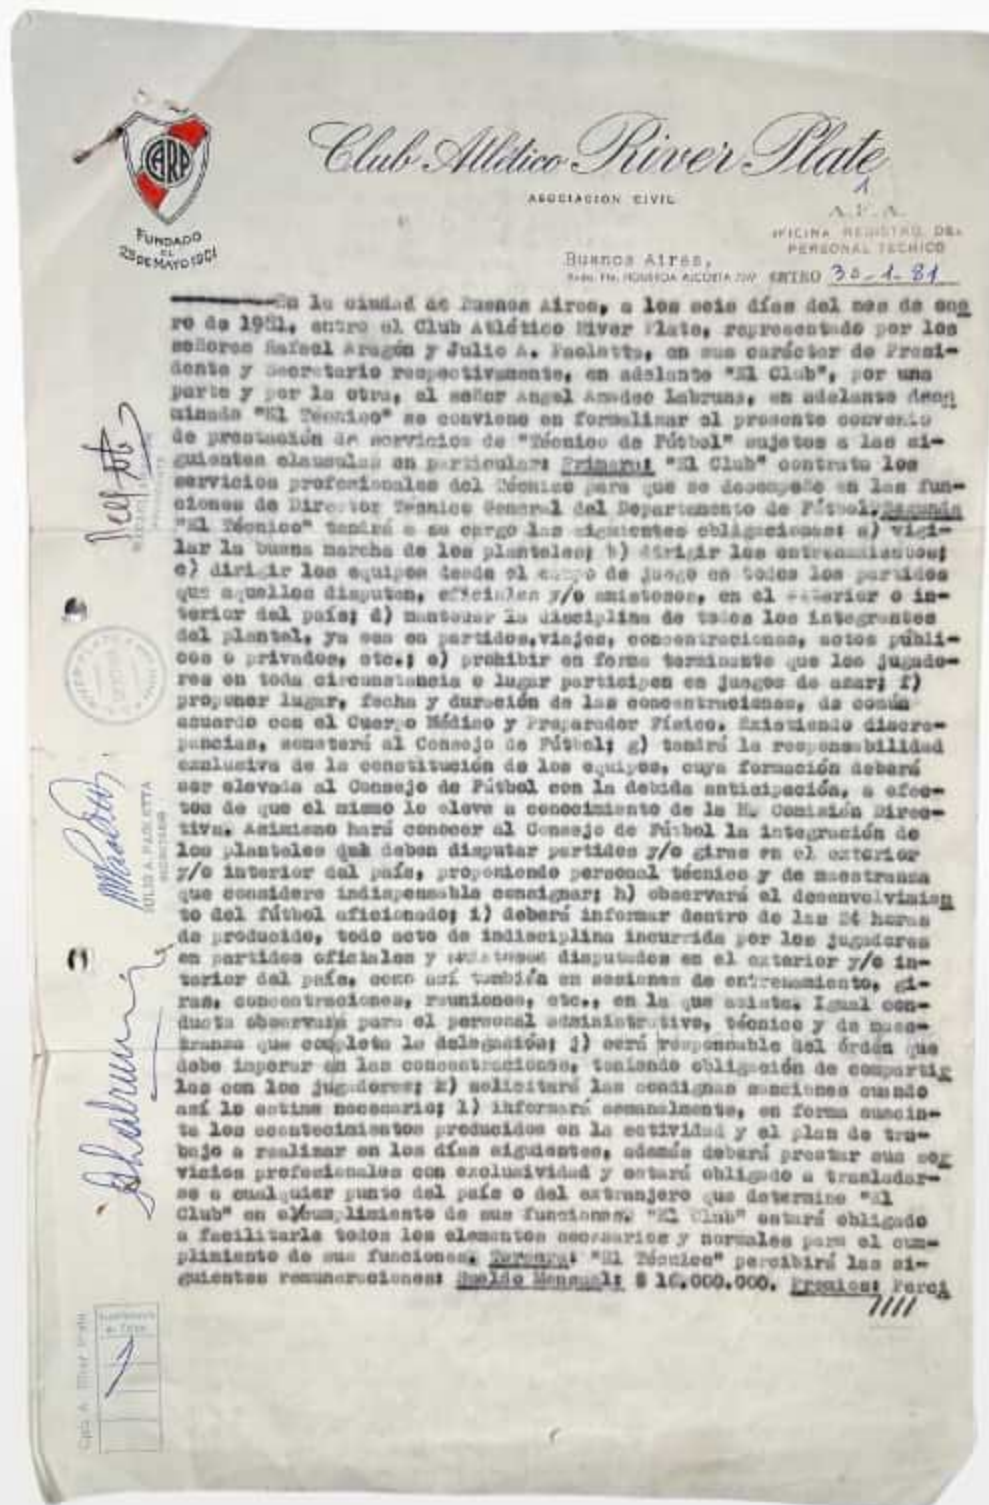 CARP
FUNDADO
EL
25 DE MAYO 1901
Club Atlético River Plate
ASOCIACION CIVIL
1
A.F.A.
OFICINA REGISTRO DEL
PERSONAL TECNICO
Buenos Aires,
ENTRO 30-1-81
En la ciudad de Buenos Aires, a los seis días del mes de ene
ro de 1981, entre el Club Atlético River Plate, representado por los
señores Rafael Aragón y Julio A. Paoletta, en sus carácter de Presi-
dente y Secretario respectivamente, en adelante "El Club", por una
parte y por la otra, el señor Angel Amadeo Labruna, en adelante deno
minado "El Técnico" se conviene en formalizar el presente convenio
de prestación de servicios de "Técnico de Fútbol" sujetos a las si-
guientes clausulas en particular: Primera: "El Club" contrata los
servicios profesionales del Técnico para que se desempeñe en las fun-
ciones de Director Técnico General del Departamento de Fútbol. Segunda
"El Técnico" tendrá a su cargo las siguientes obligaciones: a) vigi-
lar la buena marcha de los planteles; b) dirigir los entrenamientos;
c) dirigir los equipos desde el campo de juego en todos los partidos
que aquellos disputen, oficiales y/o amistosos, en el exterior o in-
terior del país; d) mantener la disciplina de todos los integrantes
del plantel, ya sea en partidos, viajes, concentraciones, actos públi-
cos o privados, etc.; e) prohibir en forma terminante que los jugado-
res en toda circunstancia o lugar participen en juegos de azar; f)
proponer lugar, fecha y duración de las concentraciones, de común
acuerdo con el Cuerpo Médico y Preparador Físico. Existiendo discre-
pancias, someterá al Consejo de Fútbol; g) tendrá la responsabilidad
exclusiva de la constitución de los equipos, cuya formación deberá
ser elevada al Consejo de Fútbol con la debida anticipación, a efec-
tos de que el mismo lo eleve a conocimiento de la H. Comisión Direc-
tiva. Asimismo hará conocer al Consejo de Fútbol la integración de
los planteles que deben disputar partidos y/o giras en el exterior
y/o interior del país, proponiendo personal técnico y de maestranza
que considere indispensable consignar; h) observará el desenvolvimien
to del fútbol aficionado; i) deberá informar dentro de las 24 horas
de producido, todo acto de indisciplina incurrida por los jugadores
en partidos oficiales y amistosos disputados en el exterior y/o in-
terior del país, como así también en sesiones de entrenamiento, gi-
ras, concentraciones, reuniones, etc., en la que asista. Igual con-
ducta observará para el personal administrativo, técnico y de maes-
tranza que completa la delegación; j) será responsable del órden que
debe imperar en las concentraciones, teniendo obligación de compartir
las con los jugadores; k) solicitará las condignas sanciones cuando
así lo estime necesario; l) informará semanalmente, en forma sucin-
ta los acontecimientos producidos en la actividad y el plan de tra-
bajo a realizar en los días siguientes, además deberá prestar sus ser
vicios profesionales con exclusividad y estará obligado a trasladar-
se a cualquier punto del país o del extranjero que determine "El
Club" en el cumplimiento de sus funciones. "El Club" estará obligado
a facilitarle todos los elementos necesarios y normales para el cum-
plimiento de sus funciones. Tercera: "El Técnico" percibirá las si-
guientes remuneraciones: Sueldo Mensual: $ 16.000.000. Premios: Perci
////
JULIO A. PAOLETTA
SECRETARIO